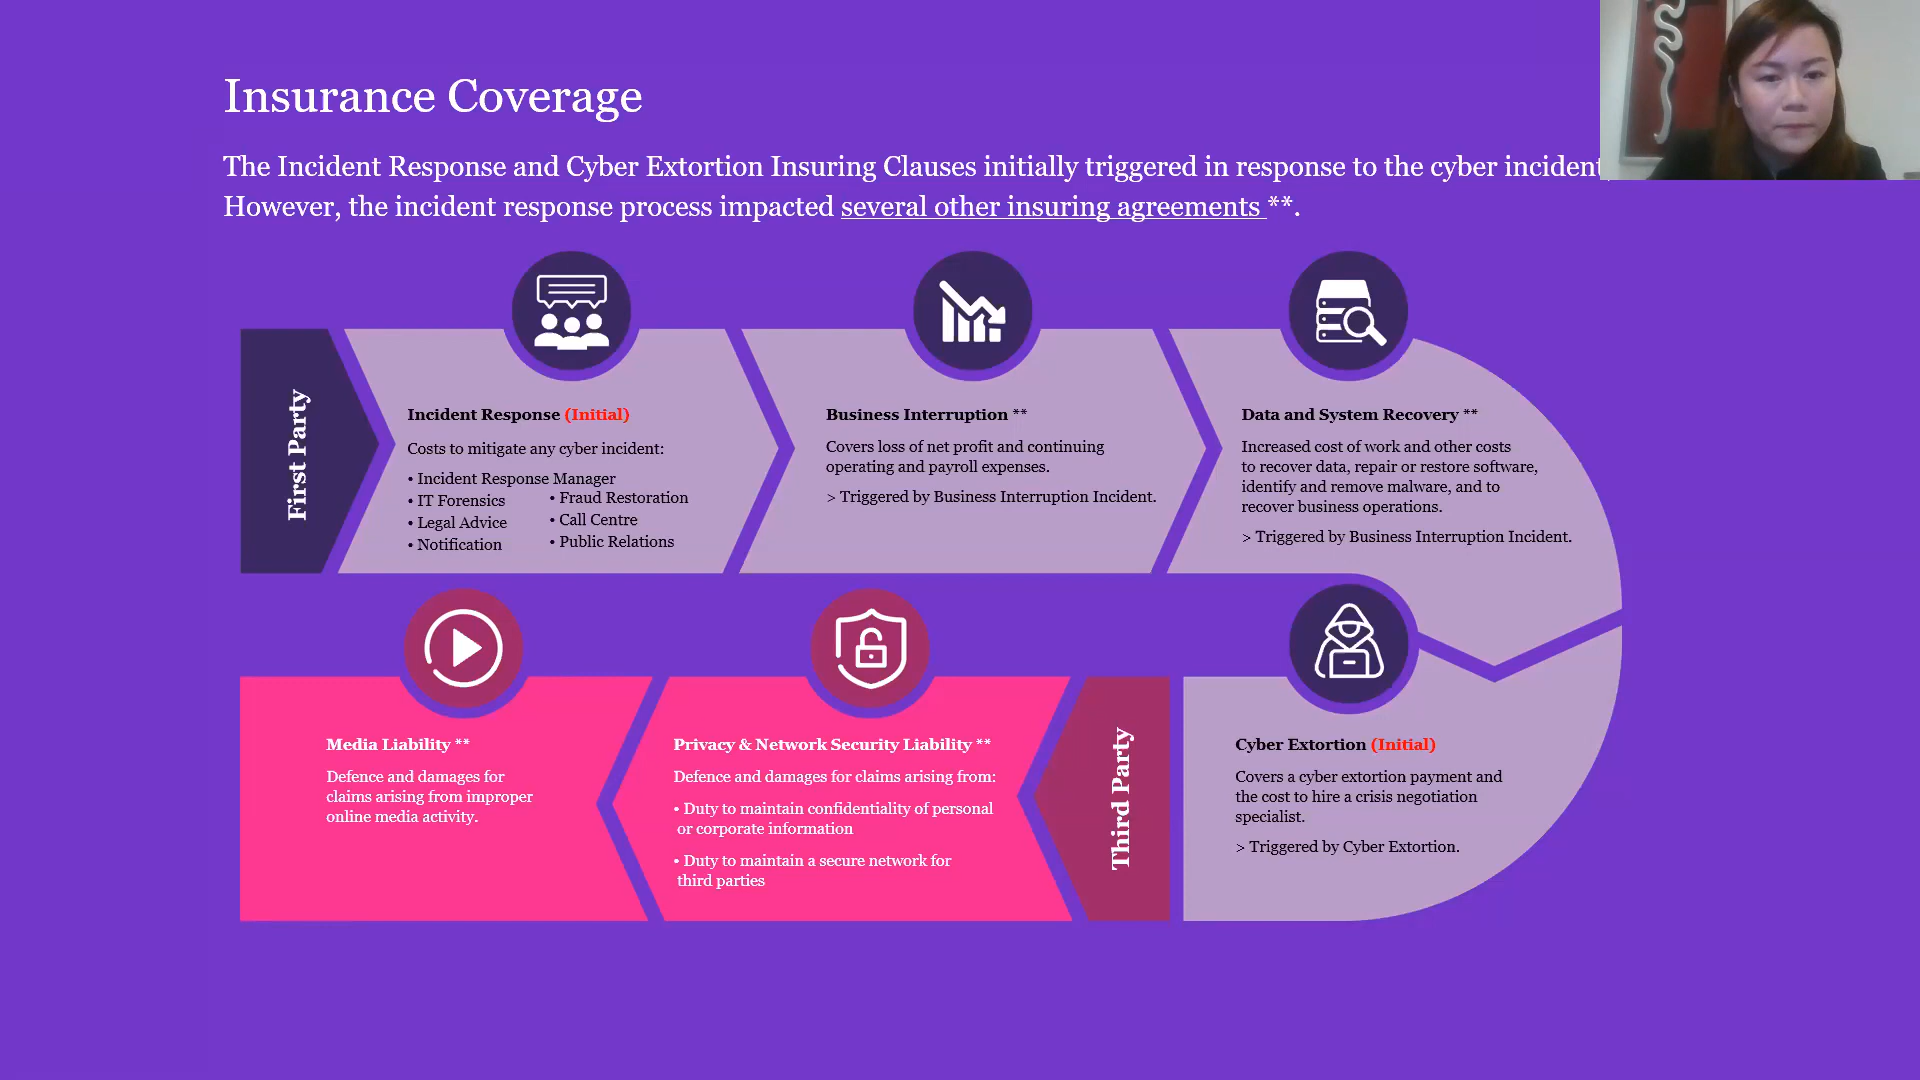 Insurance Coverage
The Incident Response and Cyber Extortion Insuring Clauses initially triggered in response to the cyber incident,
However, the incident response process impacted several other insuring agreements **.
First Party
Incident Response (Initial)
Costs to mitigate any cyber incident:
• Incident Response Manager
• IT Forensics
• Legal Advice
• Notification
• Fraud Restoration
• Call Centre
• Public Relations
Business Interruption **
Covers loss of net profit and continuing
operating and payroll expenses.
> Triggered by Business Interruption Incident.
Data and System Recovery **
Increased cost of work and other costs
to recover data, repair or restore software,
identify and remove malware, and to
recover business operations.
> Triggered by Business Interruption Incident.
Cyber Extortion (Initial)
Covers a cyber extortion payment and
the cost to hire a crisis negotiation
specialist.
> Triggered by Cyber Extortion.
Third Party
Privacy & Network Security Liability **
Defence and damages for claims arising from:
• Duty to maintain confidentiality of personal
or corporate information
• Duty to maintain a secure network for
third parties
Media Liability **
Defence and damages for
claims arising from improper
online media activity.